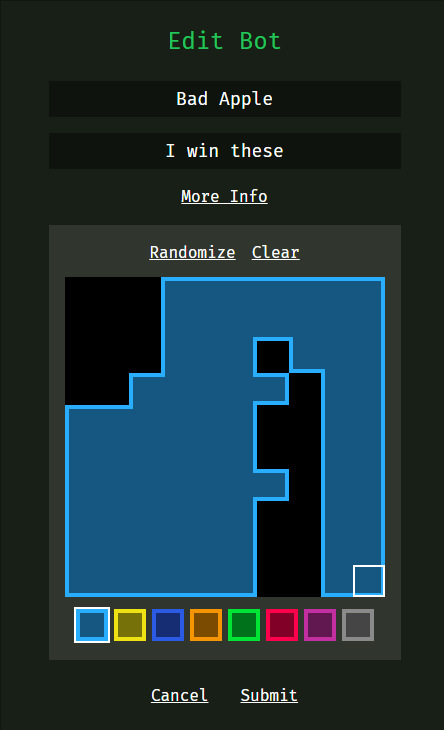 Edit Bot
Bad Apple
I win these
More Info
Randomize Clear
Cancel Submit